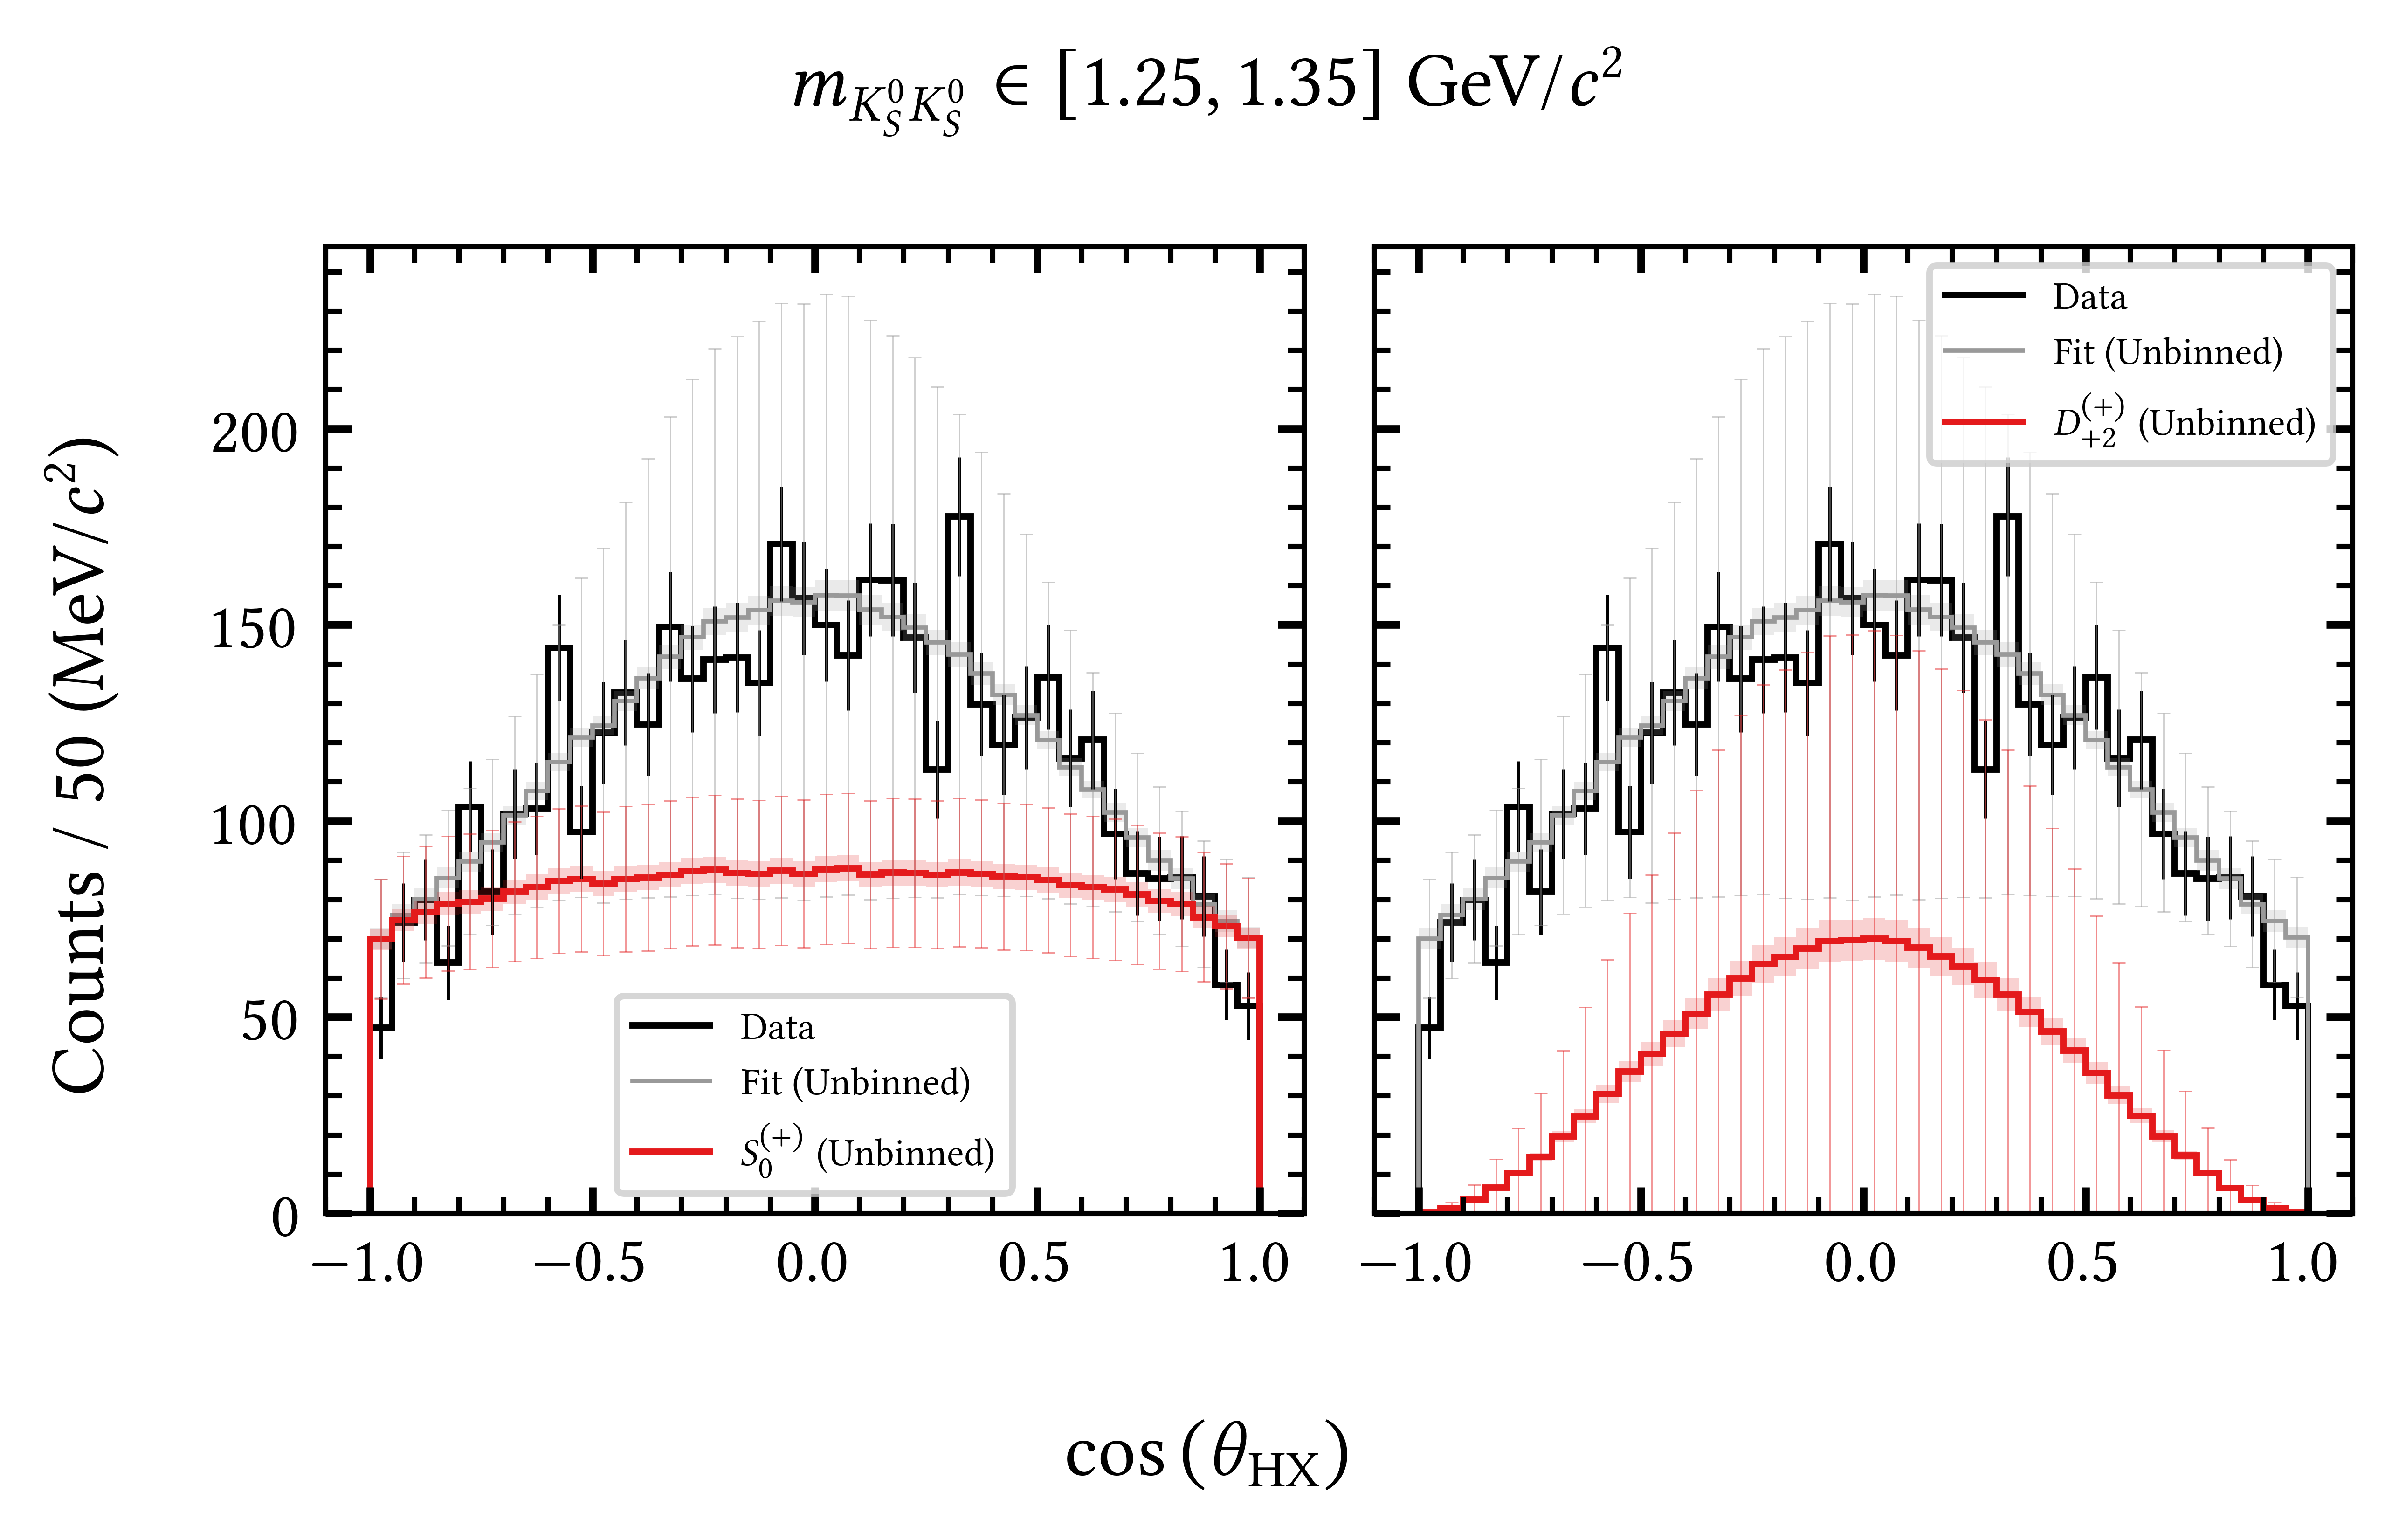 m_{K_S^0 K_S^0} ∈ [1.25, 1.35] GeV/c²
Counts / 50 (MeV/c²)
200
150
100
50
0
Data
Fit (Unbinned)
S_0^{(+)} (Unbinned)
Data
Fit (Unbinned)
D_{+2}^{(+)} (Unbinned)
−1.0 −0.5 0.0 0.5 1.0 −1.0 −0.5 0.0 0.5 1.0
cos (θ_HX)